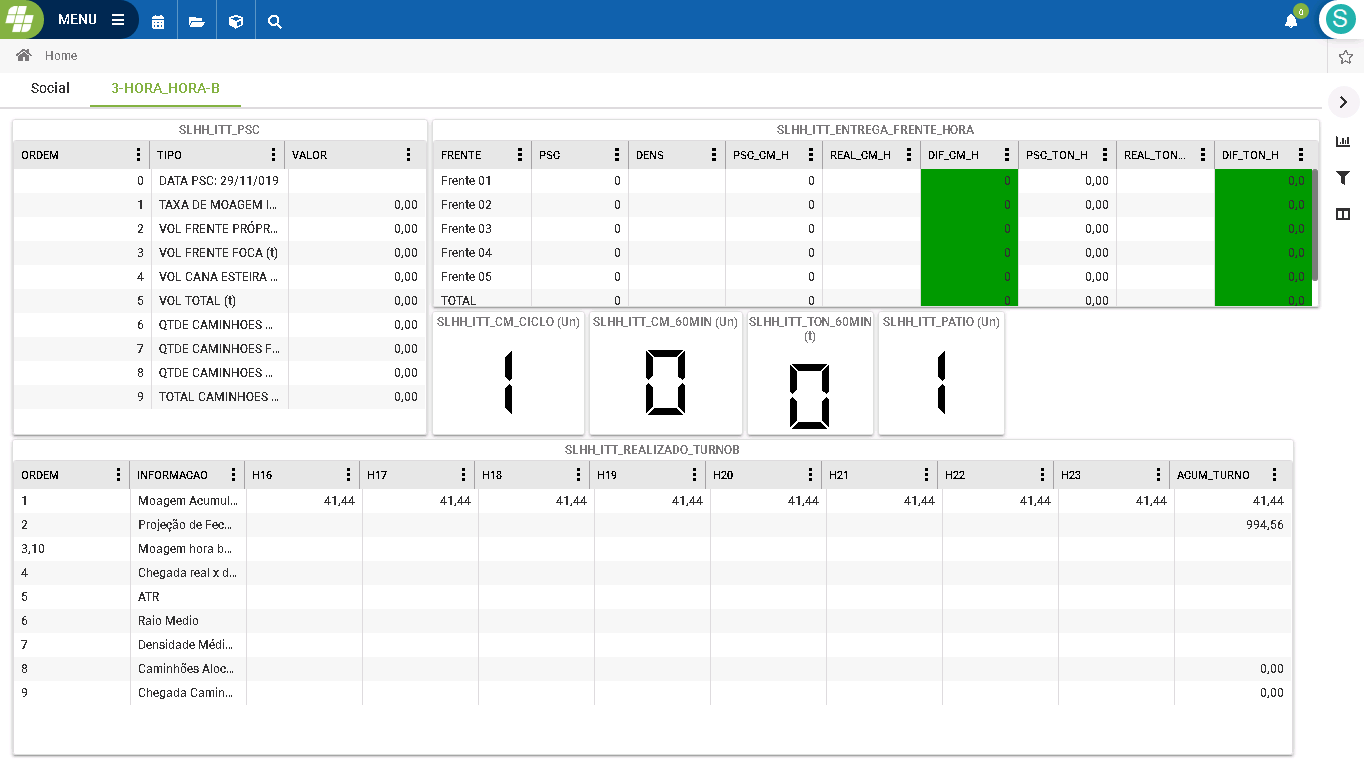 MENU
0
S
Home
Social 3-HORA_HORA-B
SLHH_ITT_PSC
ORDEM TIPO VALOR
0 DATA PSC: 29/11/019
1 TAXA DE MOAGEM I... 0,00
2 VOL FRENTE PRÓPR... 0,00
3 VOL FRENTE FOCA (t) 0,00
4 VOL CANA ESTEIRA ... 0,00
5 VOL TOTAL (t) 0,00
6 QTDE CAMINHOES ... 0,00
7 QTDE CAMINHOES F... 0,00
8 QTDE CAMINHOES ... 0,00
9 TOTAL CAMINHOES ... 0,00
SLHH_ITT_ENTREGA_FRENTE_HORA
FRENTE PSC DENS PSC_CM_H REAL_CM_H DIF_CM_H PSC_TON_H REAL_TON... DIF_TON_H
Frente 01 0 0 0 0,00 0,0
Frente 02 0 0 0 0,00 0,0
Frente 03 0 0 0 0,00 0,0
Frente 04 0 0 0 0,00 0,0
Frente 05 0 0 0 0,00 0,0
TOTAL 0 0 0 0,00 0,0
SLHH_ITT_CM_CICLO (Un)
1
SLHH_ITT_CM_60MIN (Un)
0
SLHH_ITT_TON_60MIN
(t)
0
SLHH_ITT_PATIO (Un)
1
SLHH_ITT_REALIZADO_TURNOB
ORDEM INFORMACAO H16 H17 H18 H19 H20 H21 H22 H23 ACUM_TURNO
1 Moagem Acumul... 41,44 41,44 41,44 41,44 41,44 41,44 41,44 41,44 41,44
2 Projeção de Fec... 994,56
3,10 Moagem hora b...
4 Chegada real x d...
5 ATR
6 Raio Medio
7 Densidade Médi...
8 Caminhões Aloc... 0,00
9 Chegada Camin... 0,00